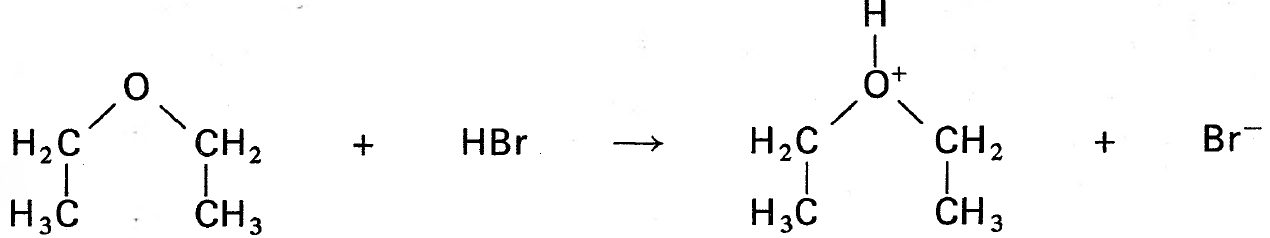 H
O O⁺
H₂C CH₂ + HBr → H₂C CH₂ + Br⁻
H₃C CH₃ H₃C CH₃